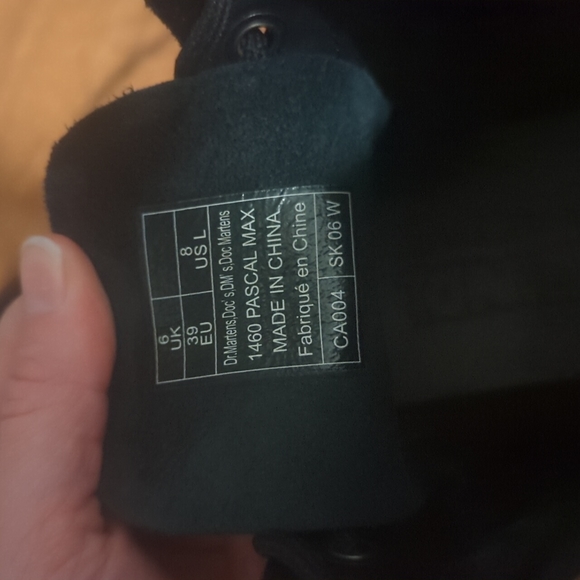 6
UK
39
EU
8
US L
Dr.Martens,Doc's,DM's,Doc Martens
1460 PASCAL MAX
MADE IN CHINA
Fabriqué en Chine
CA004
SK 06 W